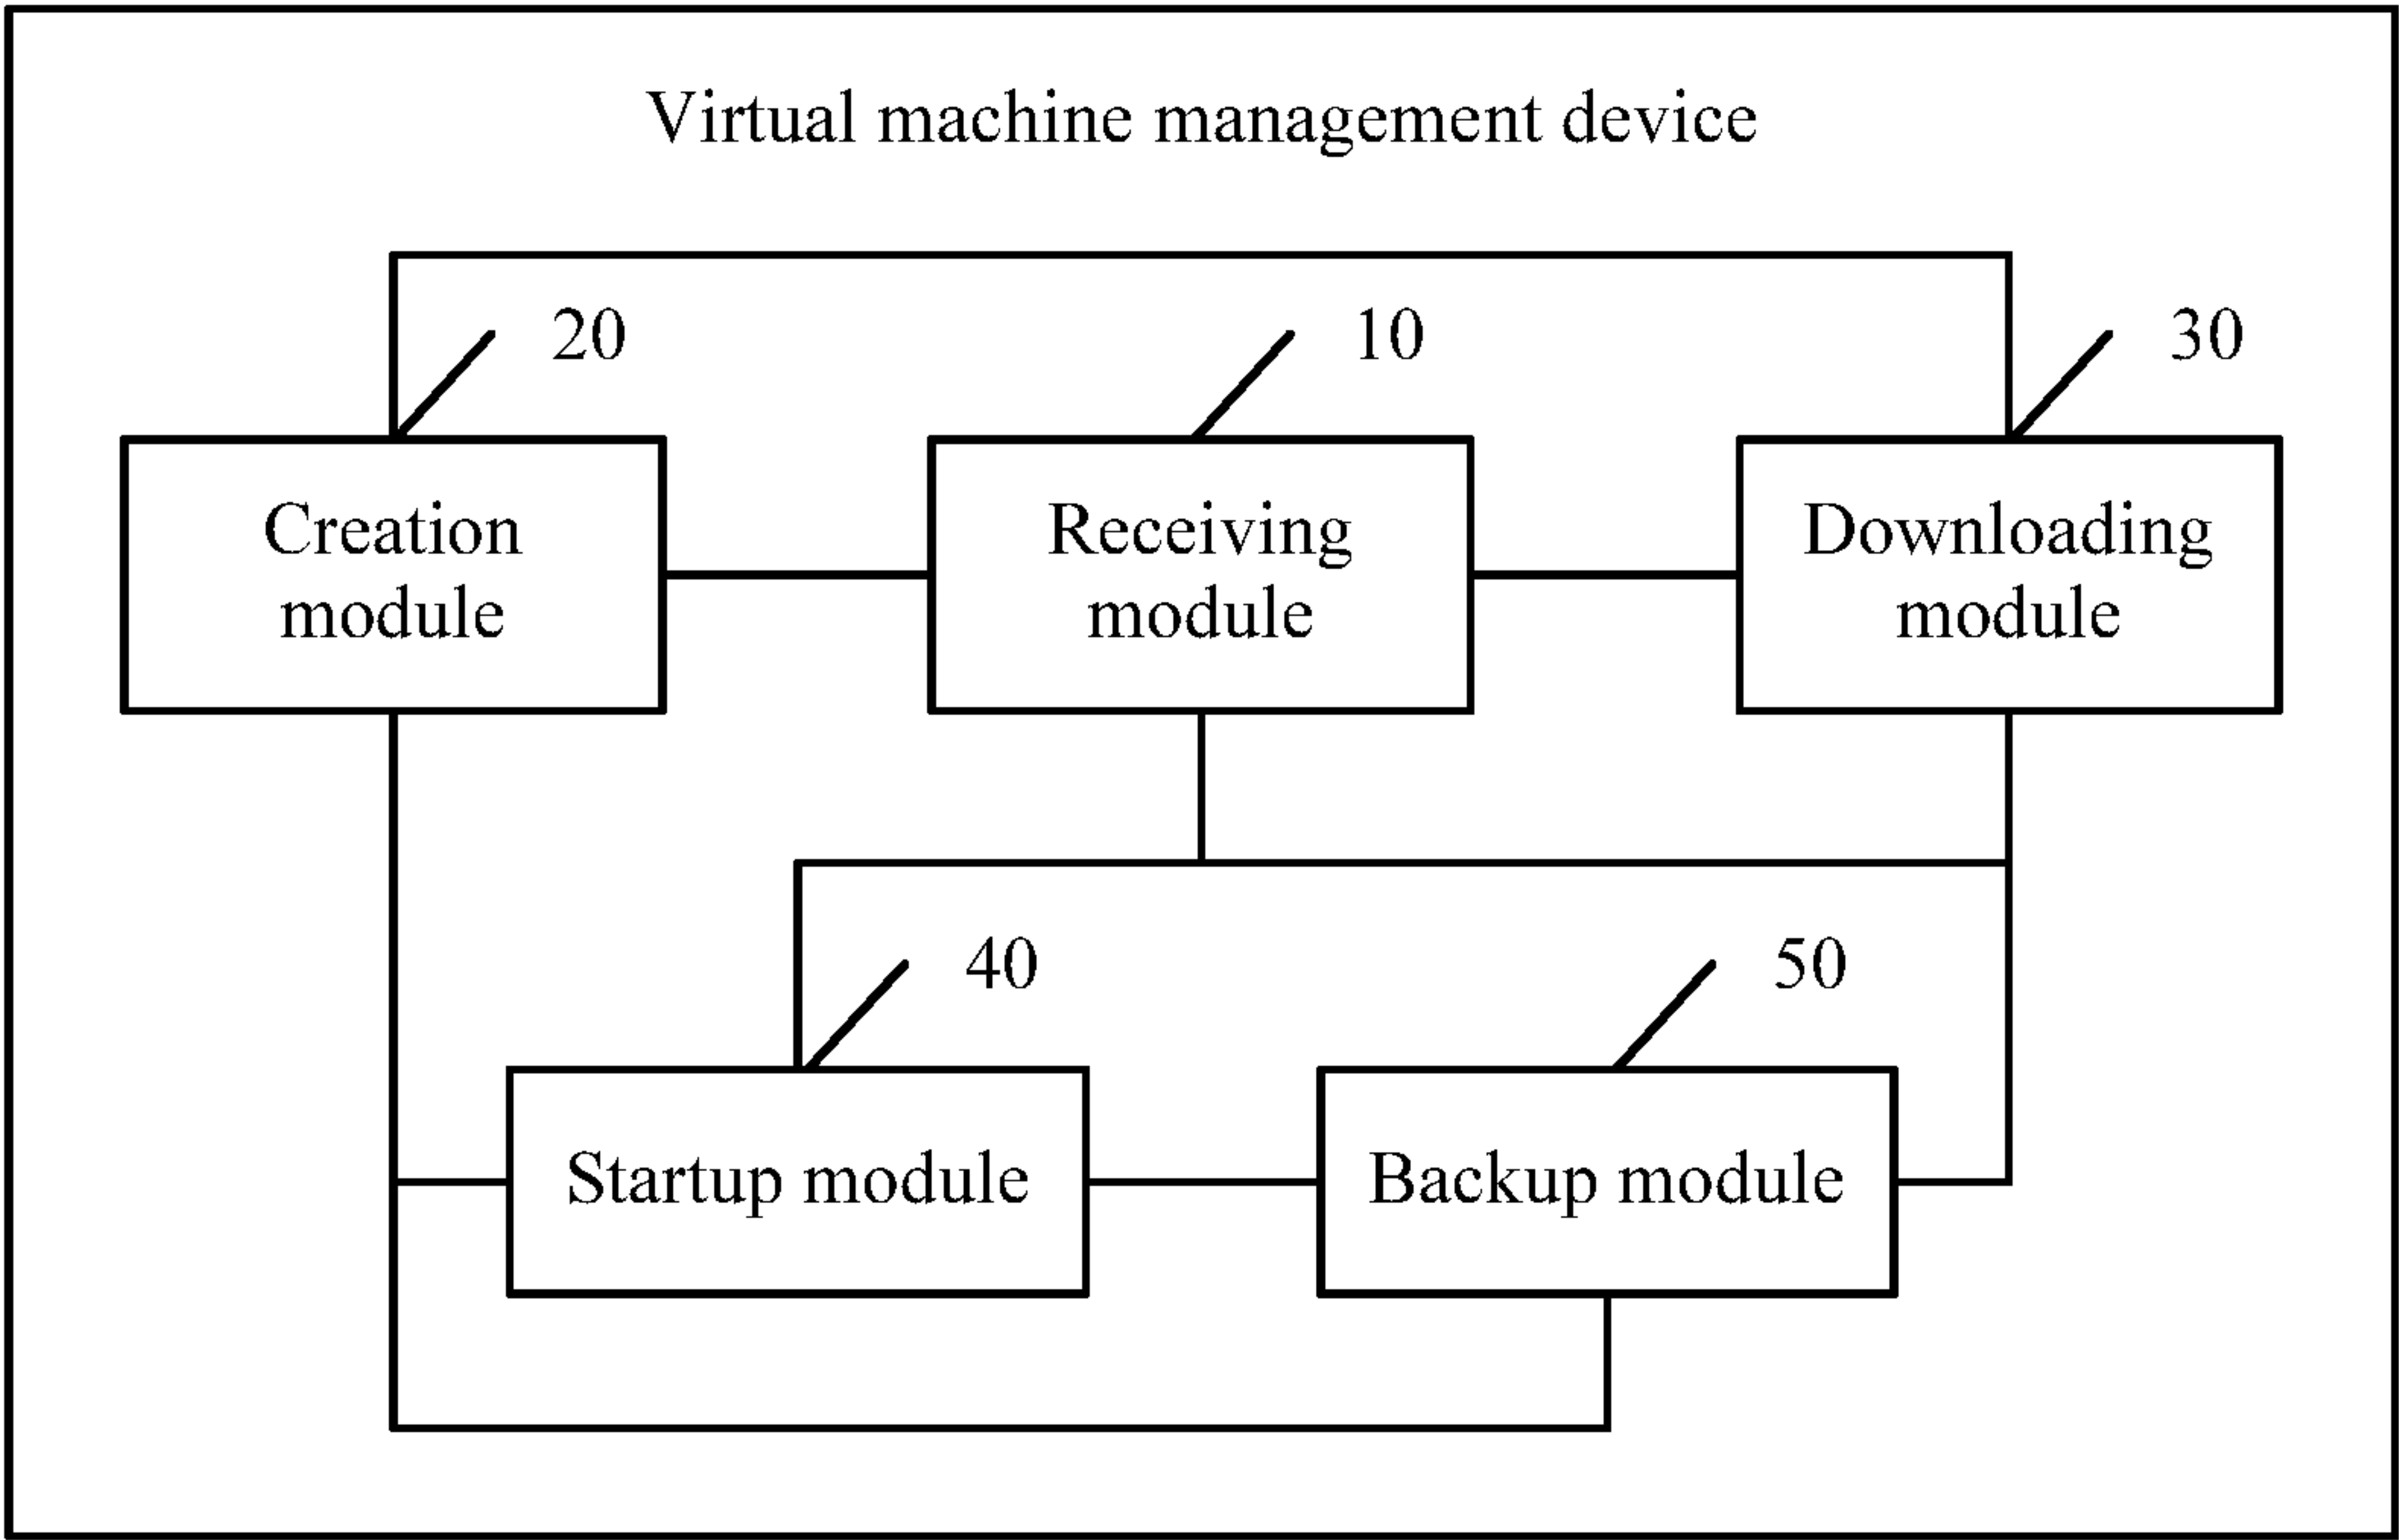 Virtual machine management device
20
10
30
Creation
module
Receiving
module
Downloading
module
40
50
Startup module
Backup module